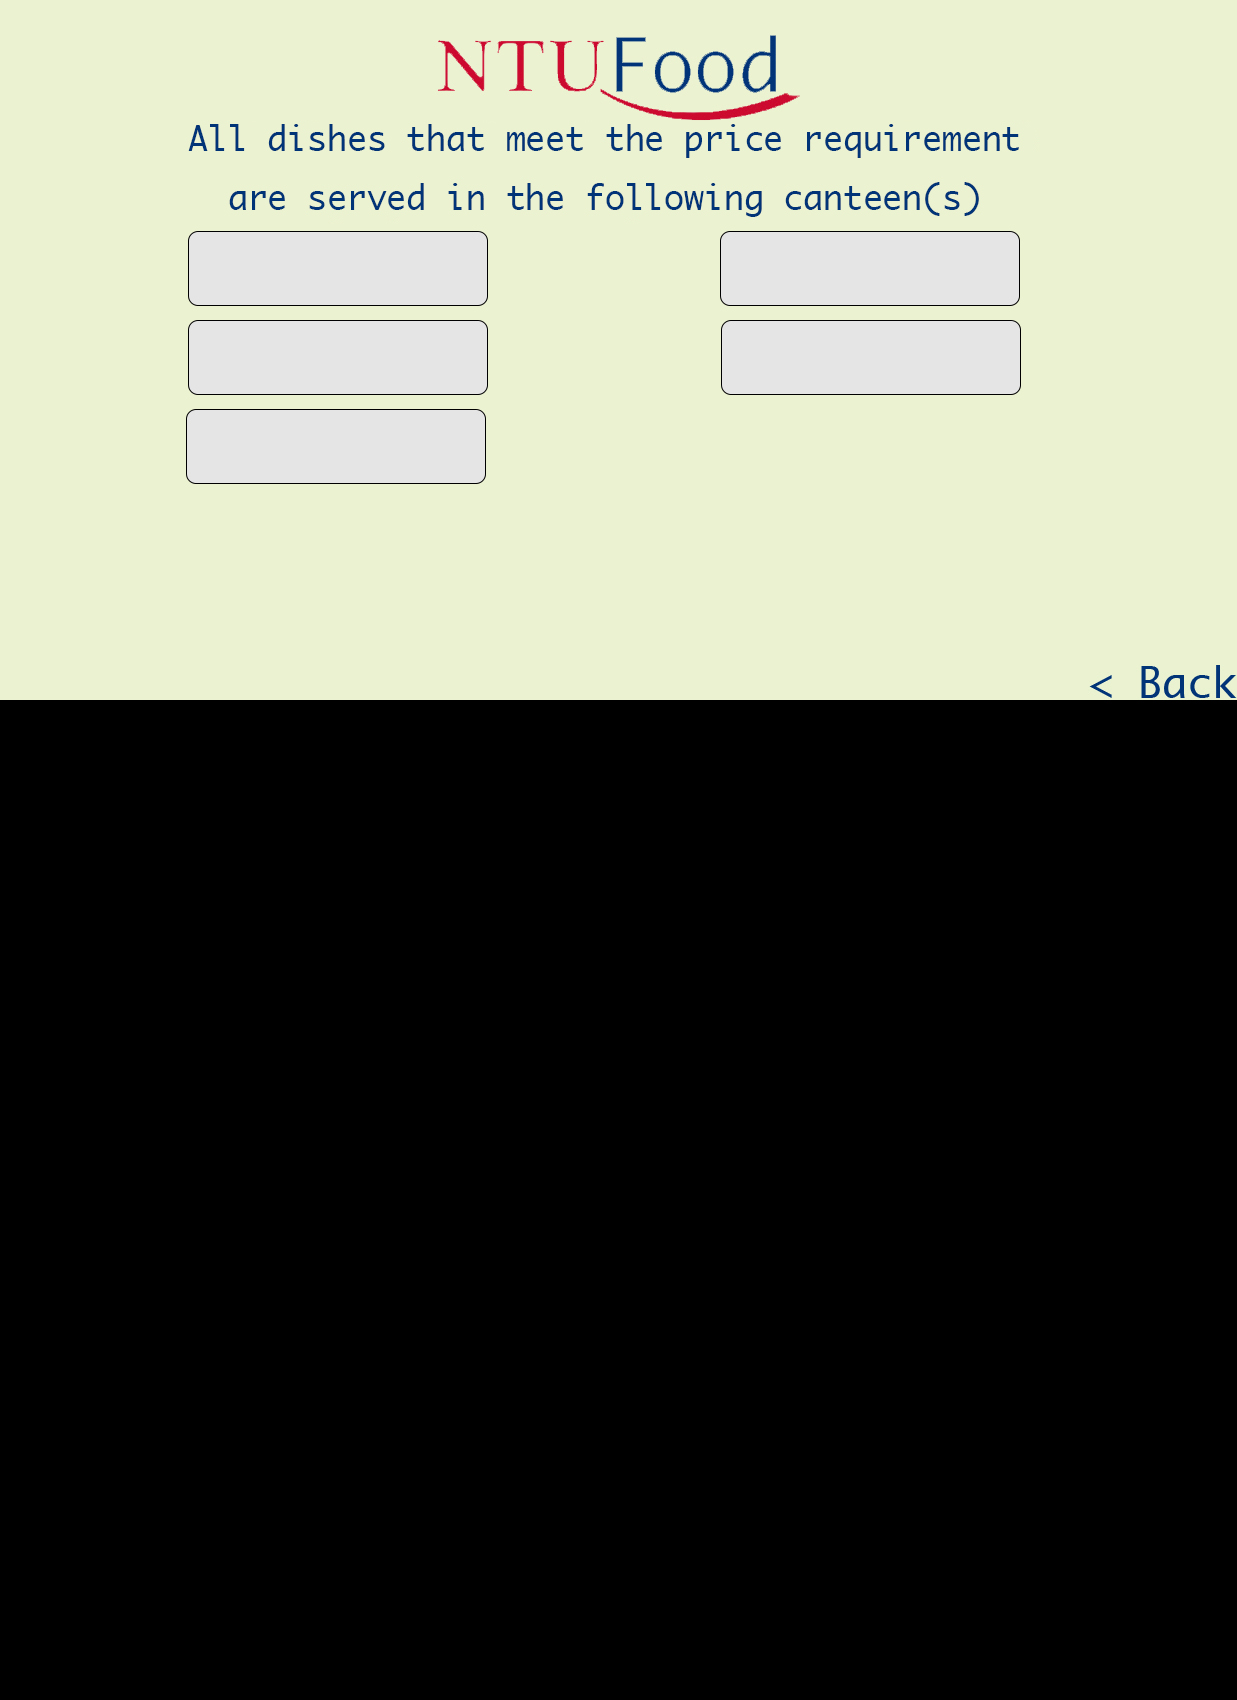 NTUFood
All dishes that meet the price requirement
are served in the following canteen(s)
< Back